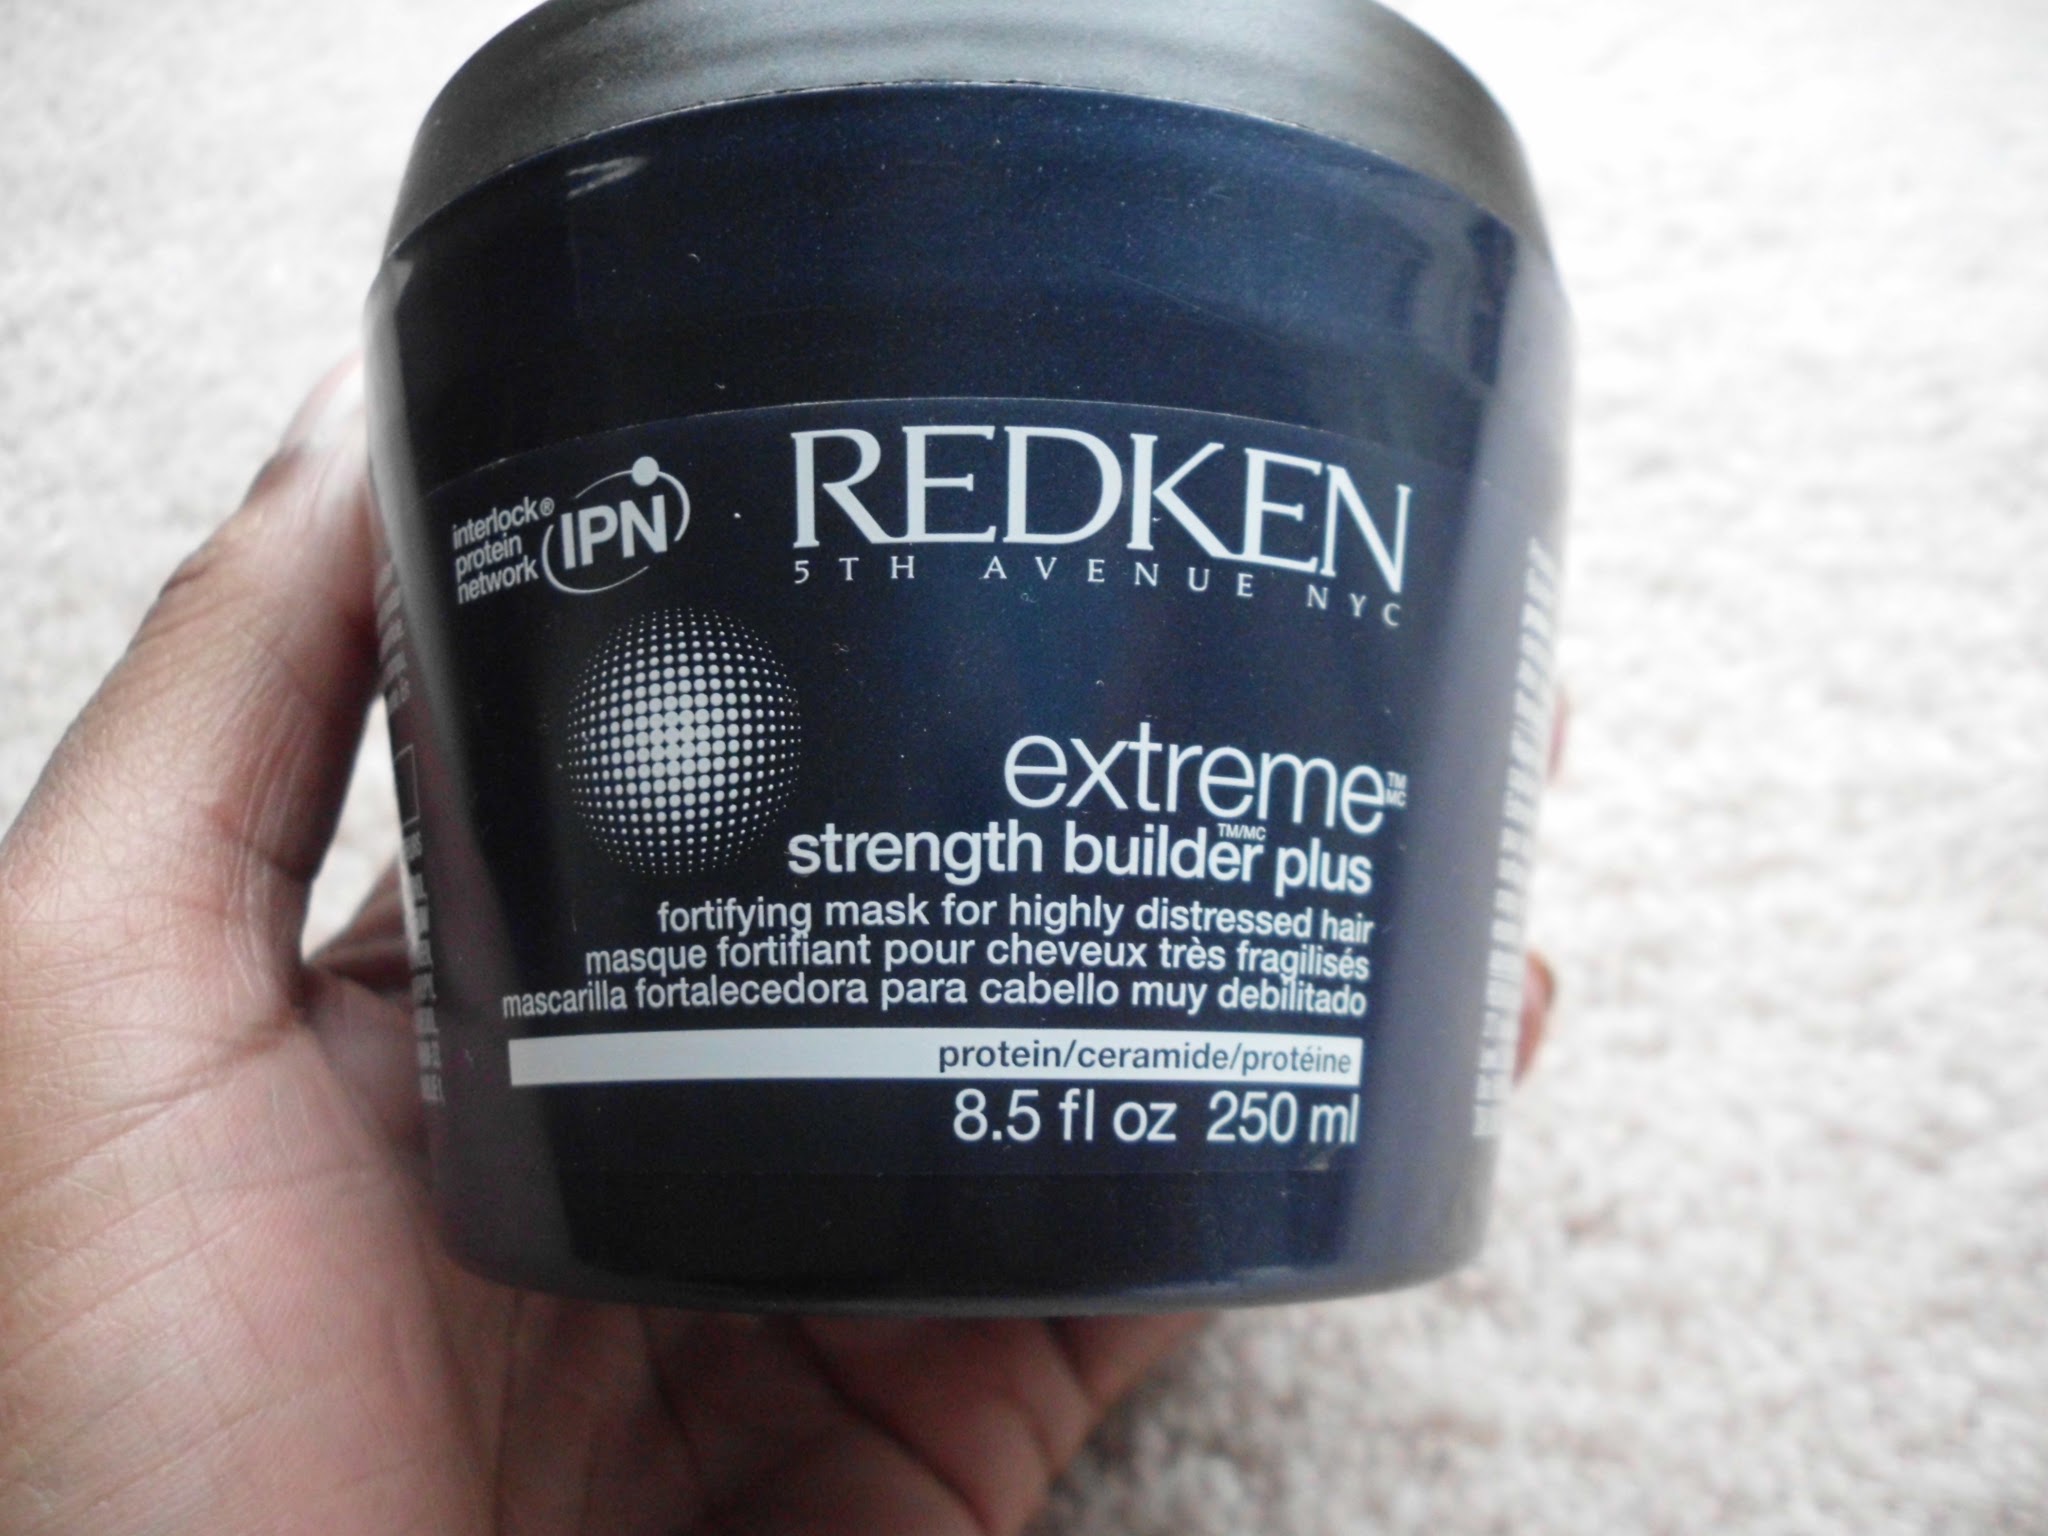 REDKEN
5TH AVENUE NYC
interlock®
protein
network
IPN
extreme™ MC
strength builder TM/MC plus
fortifying mask for highly distressed hair
masque fortifiant pour cheveux très fragilisés
mascarilla fortalecedora para cabello muy debilitado
protein/ceramide/protéine
8.5 fl oz 250 ml